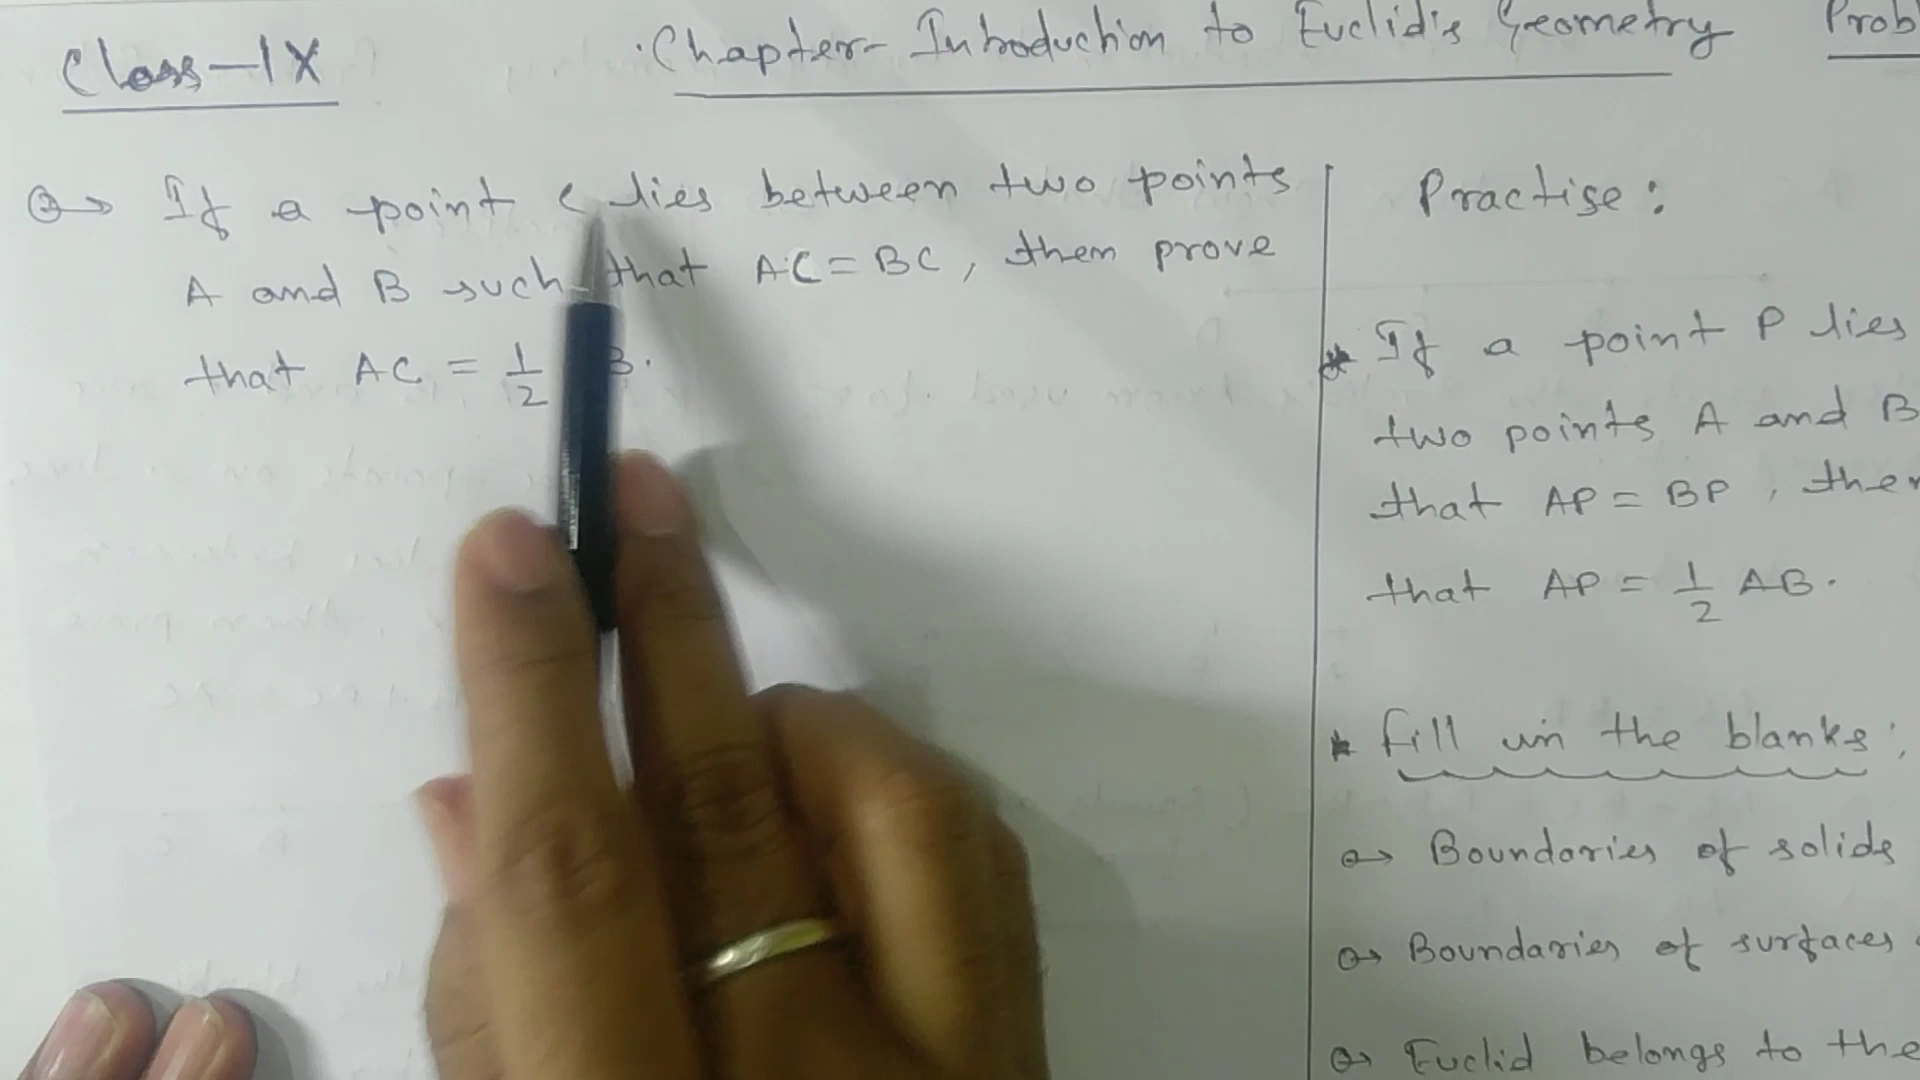 Class-IX
Chapter- Introduction to Euclid's Geometry
Q→ If a point C lies between two points
A and B such that AC = BC, then prove
that AC = 1/2 B.
Practise:
* If a point P lies
two points A and B
that AP = BP, then
that AP = 1/2 AB.
* Fill in the blanks:
Q→ Boundaries of solids
Q→ Boundaries of surfaces
Q→ Euclid belongs to the